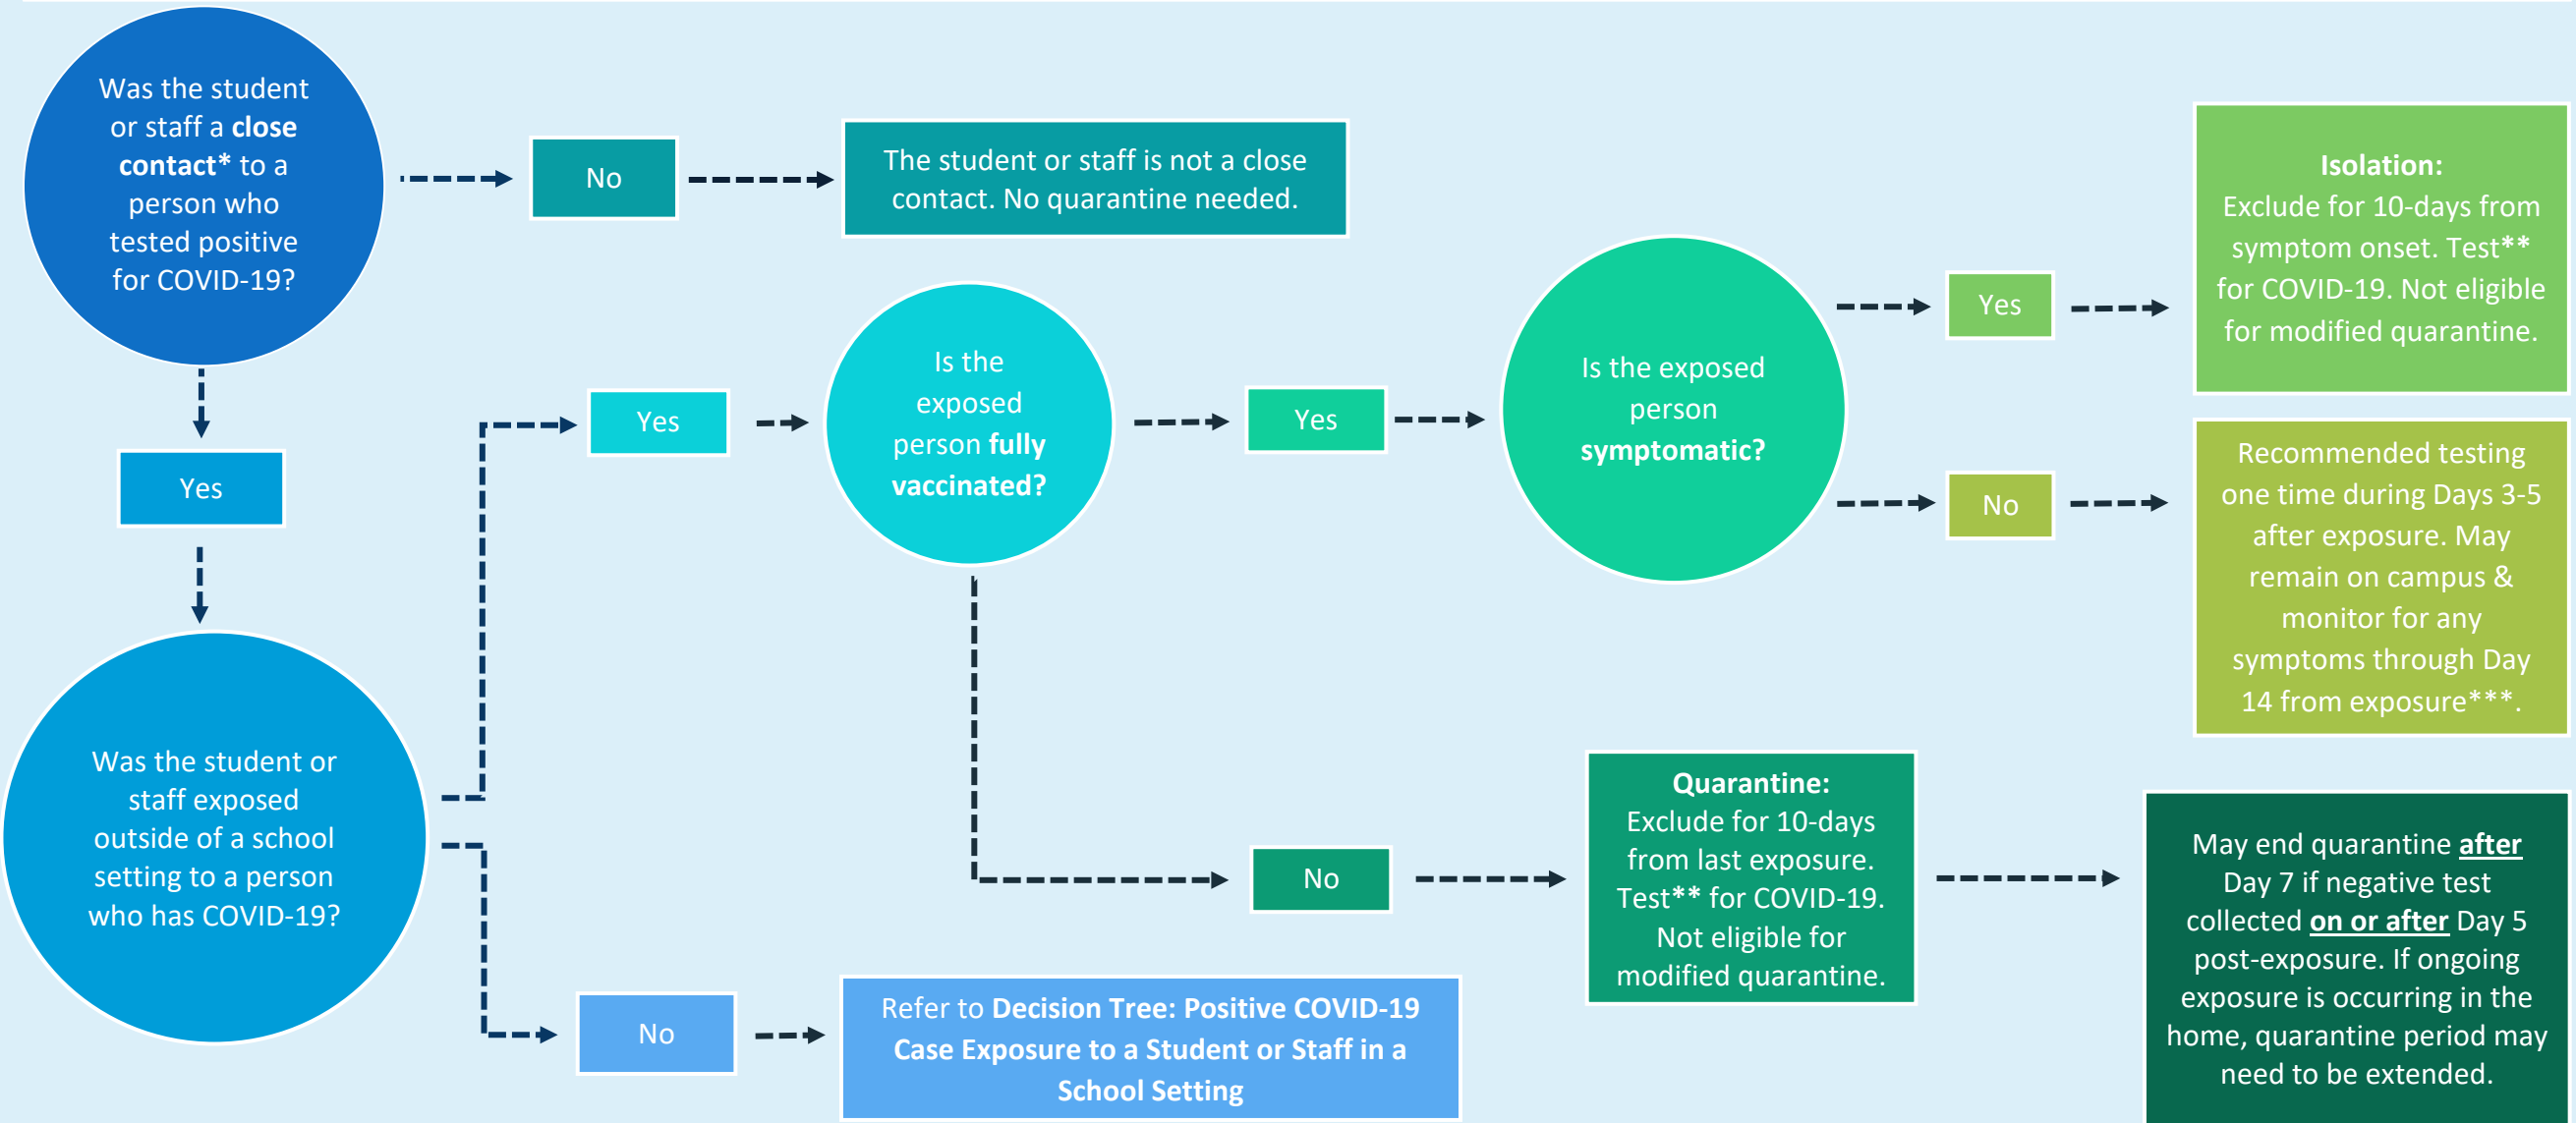 Was the student
or staff a close
contact* to a
person who
tested positive
for COVID-19?
No
The student or staff is not a close
contact. No quarantine needed.
Yes
Was the student or
staff exposed
outside of a school
setting to a person
who has COVID-19?
Yes
Is the
exposed
person fully
vaccinated?
Yes
Is the exposed
person
symptomatic?
Yes
Isolation:
Exclude for 10-days from
symptom onset. Test**
for COVID-19. Not eligible
for modified quarantine.
No
Recommended testing
one time during Days 3-5
after exposure. May
remain on campus &
monitor for any
symptoms through Day
14 from exposure***.
No
Quarantine:
Exclude for 10-days
from last exposure.
Test** for COVID-19.
Not eligible for
modified quarantine.
May end quarantine after
Day 7 if negative test
collected on or after Day 5
post-exposure. If ongoing
exposure is occurring in the
home, quarantine period may
need to be extended.
No
Refer to Decision Tree: Positive COVID-19
Case Exposure to a Student or Staff in a
School Setting